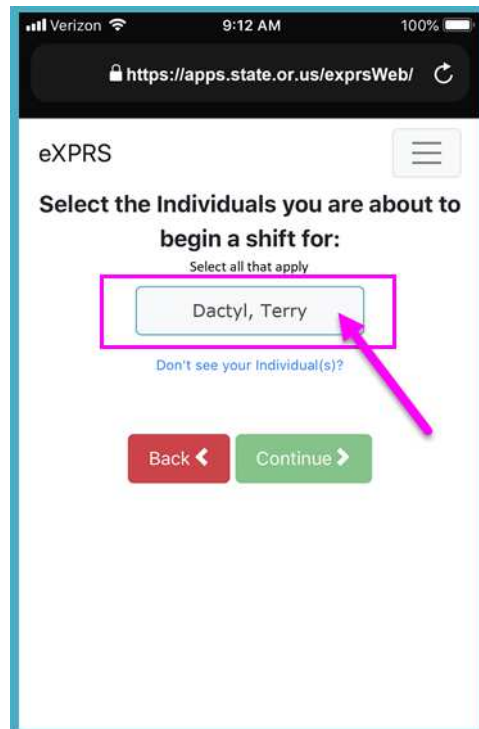 Verizon 9:12 AM 100%
https://apps.state.or.us/exprsWeb/
eXPRS
Select the Individuals you are about to
begin a shift for:
Select all that apply
Dactyl, Terry
Don't see your Individual(s)?
Back Continue